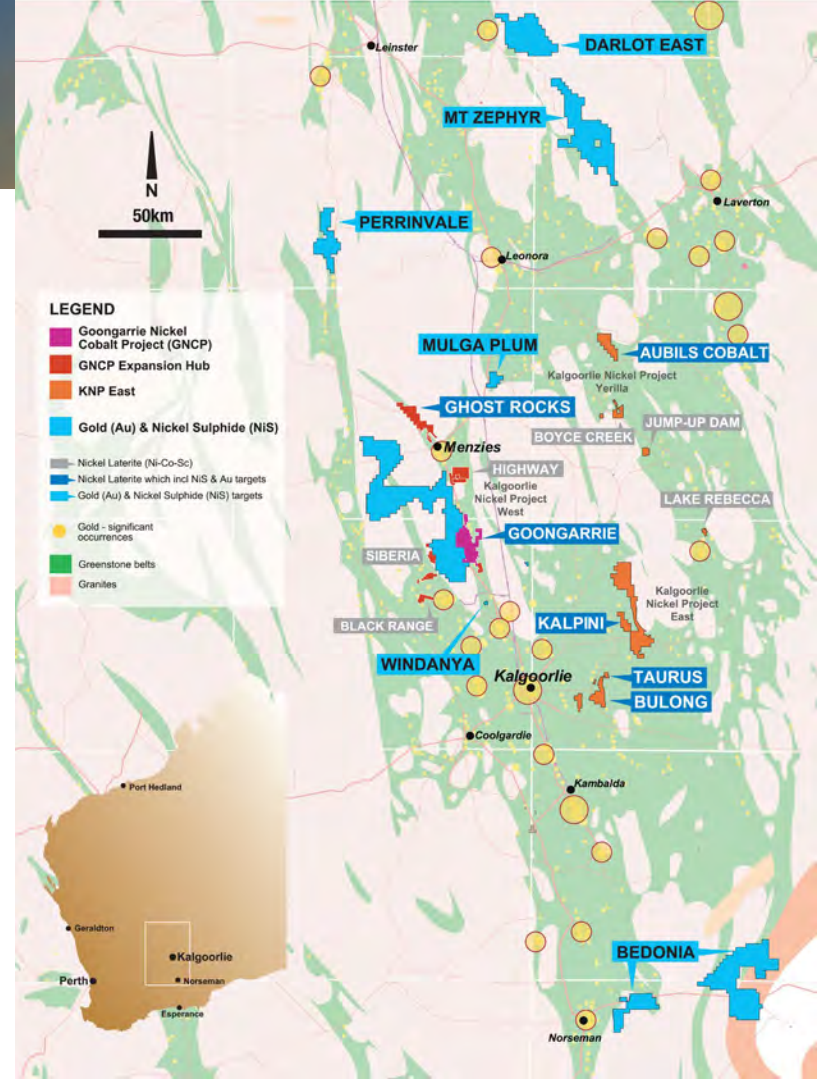 Leinster
DARLOT EAST
MT ZEPHYR
N
50km
Laverton
PERRINVALE
Leonora
LEGEND
Goongarrie Nickel
Cobalt Project (GNCP)
GNCP Expansion Hub
KNP East
Gold (Au) & Nickel Sulphide (NiS)
Nickel Laterite (Ni-Co-Sc)
Nickel Laterite which incl NiS & Au targets
Gold (Au) & Nickel Sulphide (NiS) targets
Gold - significant
occurrences
Greenstone belts
Granites
MULGA PLUM
AUBILS COBALT
Kalgoorlie Nickel Project
Yerilla
GHOST ROCKS
BOYCE CREEK
JUMP-UP DAM
Menzies
HIGHWAY
Kalgoorlie
Nickel Project
West
LAKE REBECCA
GOONGARRIE
SIBERIA
Kalgoorlie
Nickel Project
East
BLACK RANGE
KALPINI
WINDANYA
Kalgoorlie
TAURUS
BULONG
Coolgardie
Kambalda
Port Hedland
Geraldton
Kalgoorlie
Perth
Norseman
Esperance
BEDONIA
Norseman